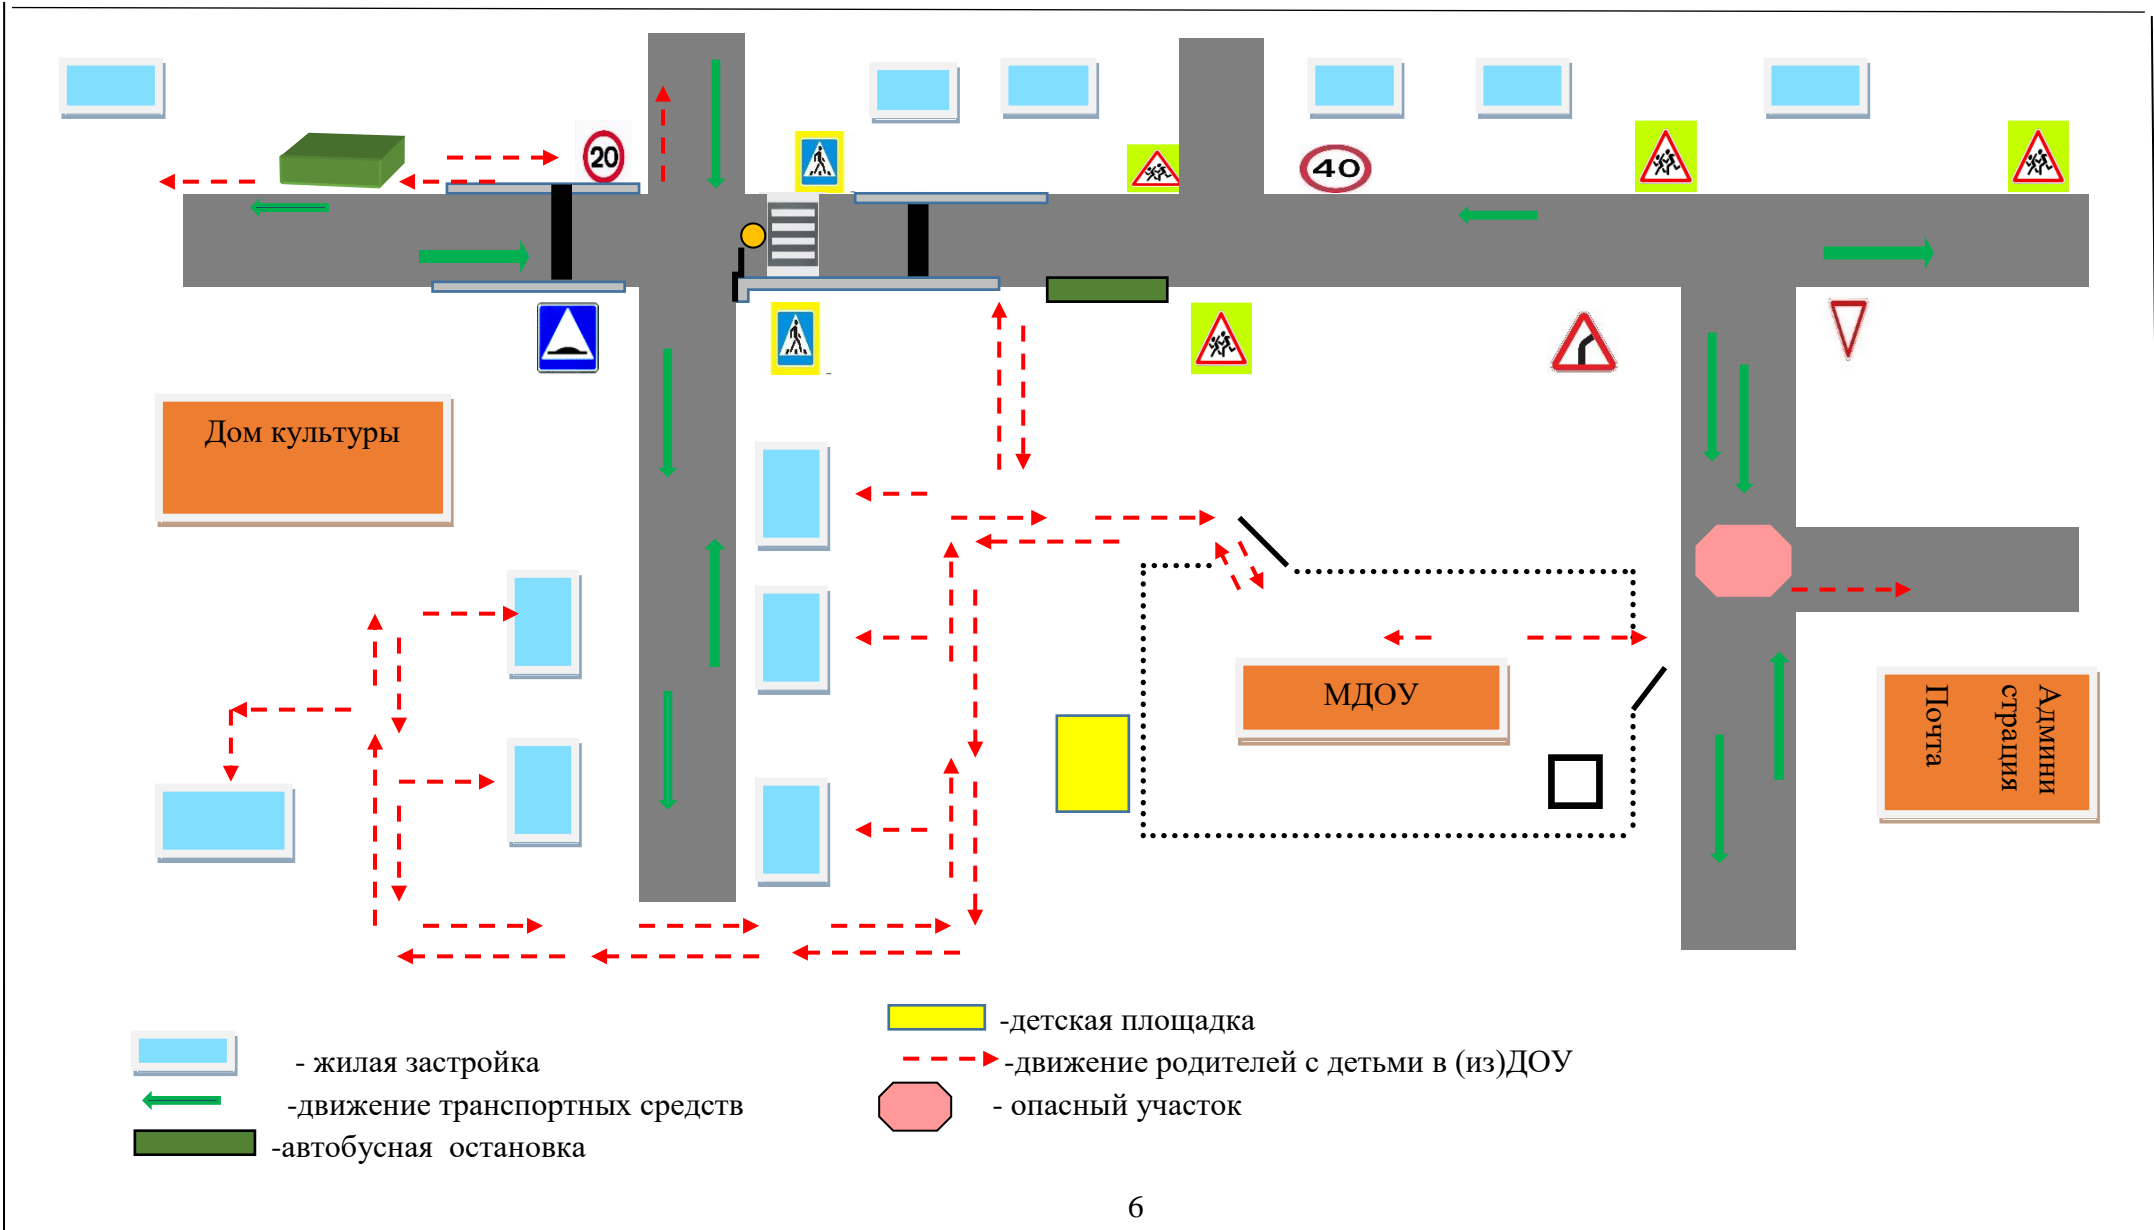 20
40
Дом культуры
МДОУ
Админи
страция
Почта
-детская площадка
- жилая застройка
-движение родителей с детьми в (из)ДОУ
-движение транспортных средств
- опасный участок
-автобусная остановка
6